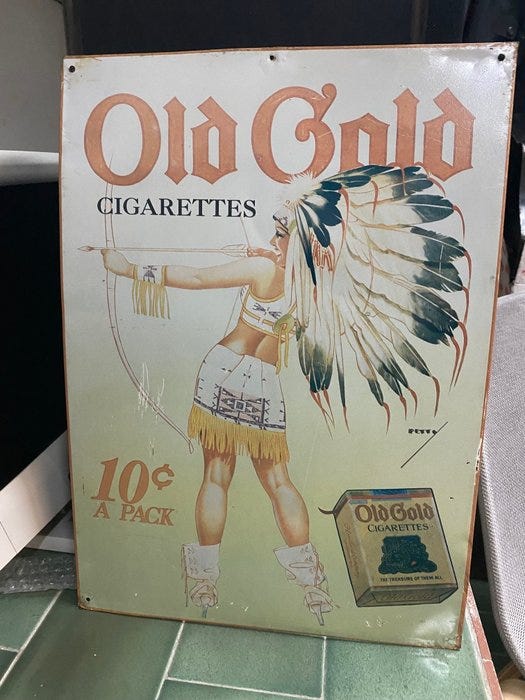 Old Gold
CIGARETTES
PETTY
10¢
A PACK
Old Gold
CIGARETTES
THE TREASURE OF THEM ALL